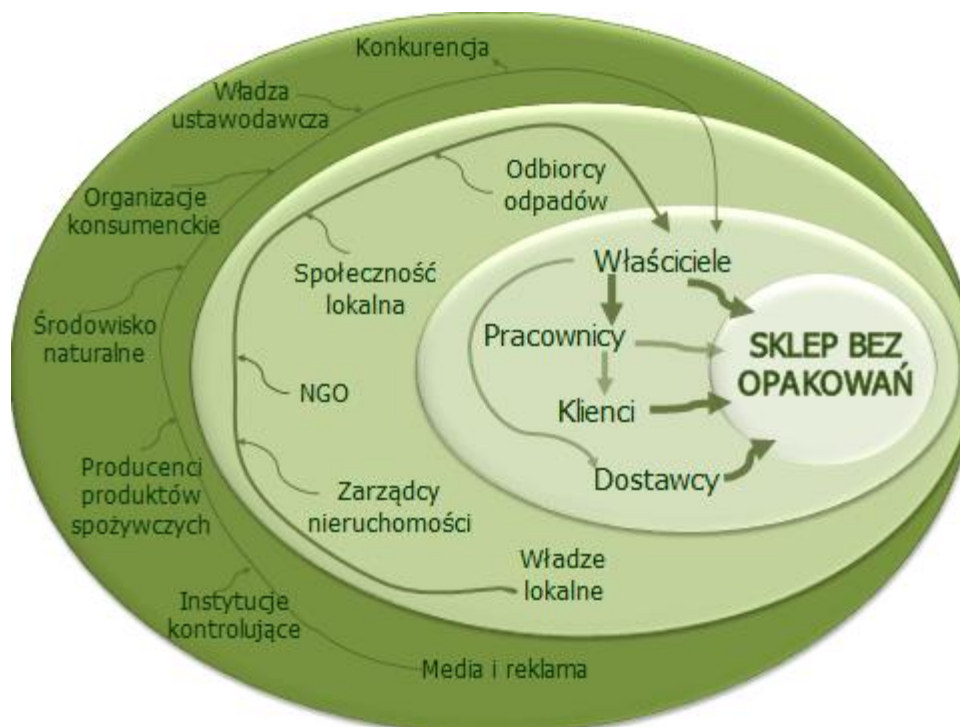 Konkurencja
Władza
ustawodawcza
Organizacje
konsumenckie
Środowisko
naturalne
Producenci
produktów
spożywczych
Instytucje
kontrolujące
Media i reklama
Odbiorcy
odpadów
Społeczność
lokalna
NGO
Zarządcy
nieruchomości
Władze
lokalne
Właściciele
Pracownicy
Klienci
Dostawcy
SKLEP BEZ
OPAKOWAŃ